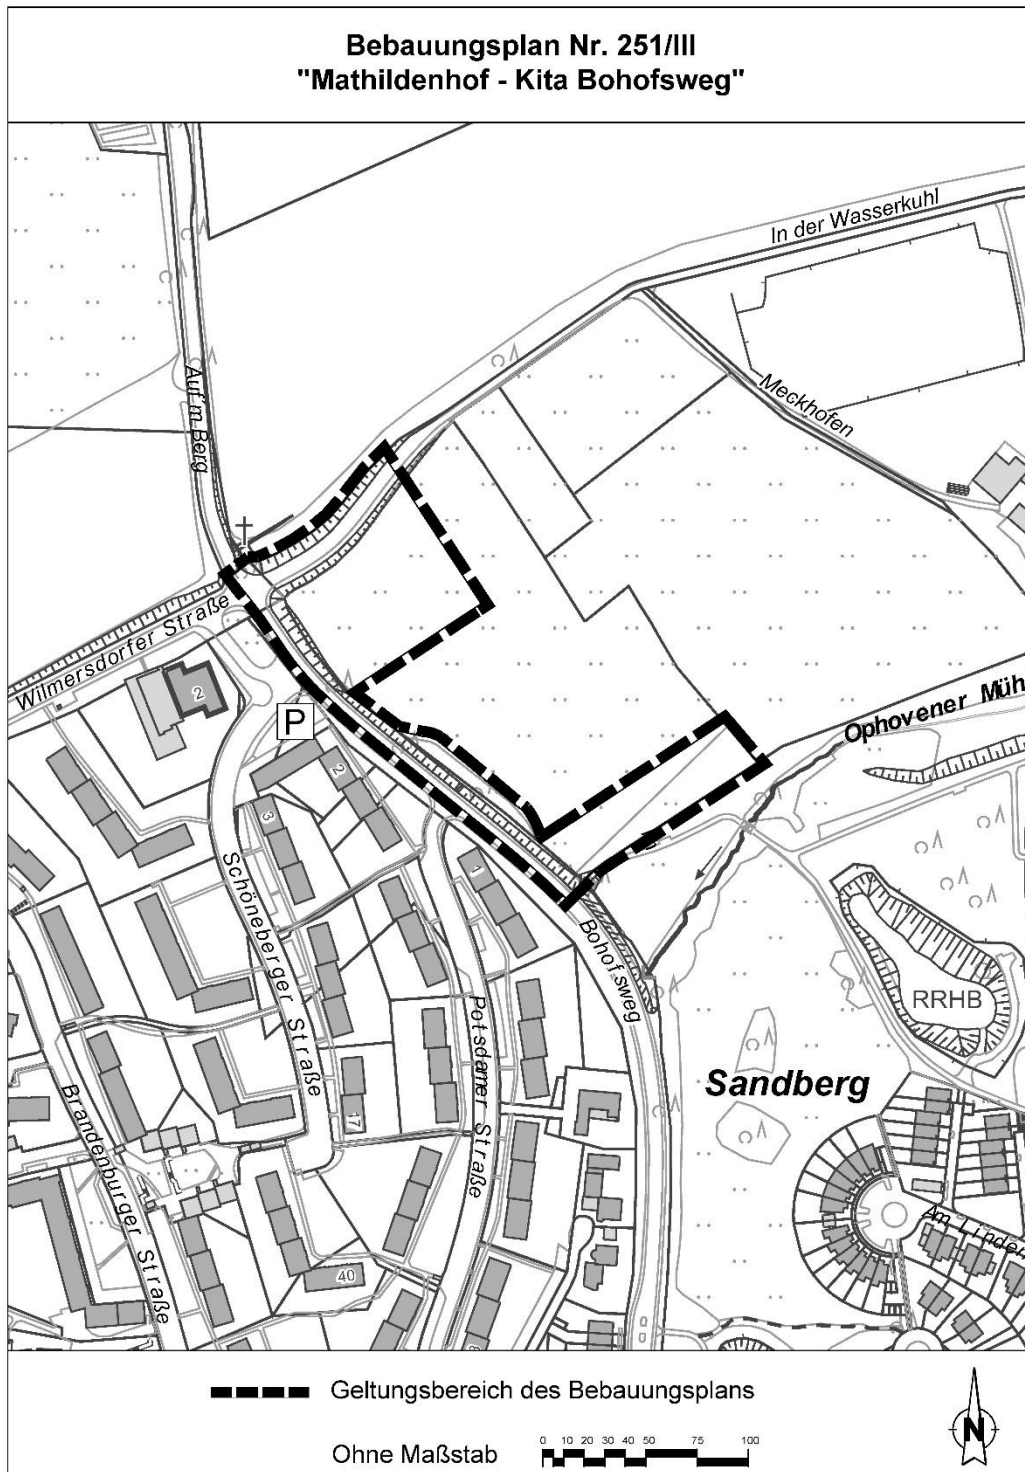 Bebauungsplan Nr. 251/III
"Mathildenhof - Kita Bohofsweg"
In der Wasserkuhl
Auf'm Berg
Meckhofen
Wilmersdorfer Straße
2
P
Ophovener Müh
2
3
1
Schöneberger Straße
Bohofsweg
RRHB
Potsdamer Straße
Sandberg
17
Brandenburger Straße
Am Linden
40
8
Geltungsbereich des Bebauungsplans
N
Ohne Maßstab
0 10 20 30 40 50 75 100